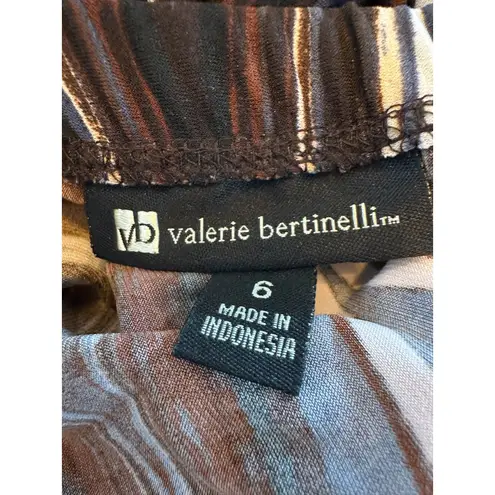 vb valerie bertinelli™
6
MADE IN
INDONESIA